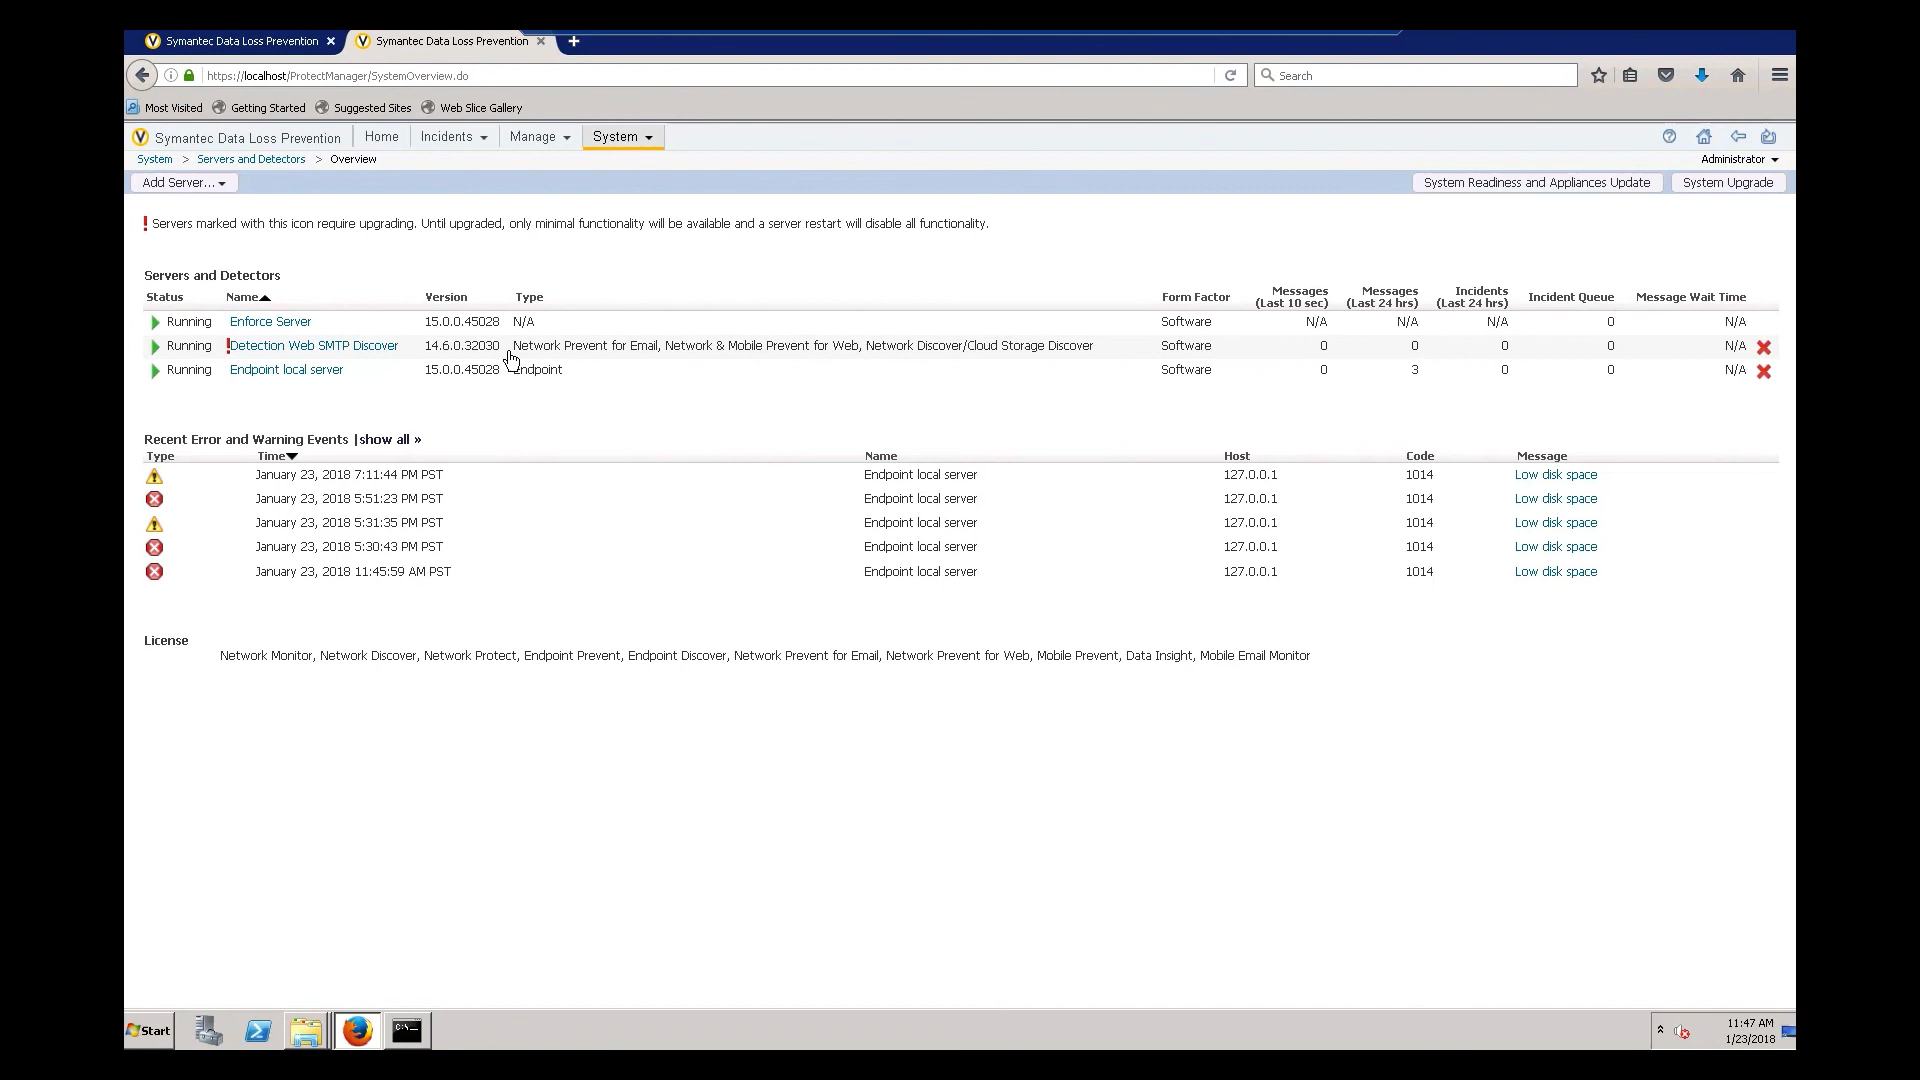 Symantec Data Loss Prevention
Symantec Data Loss Prevention
https://localhost/ProtectManager/SystemOverview.do
Search
Most Visited Getting Started Suggested Sites Web Slice Gallery
Symantec Data Loss Prevention Home Incidents Manage System
System > Servers and Detectors > Overview Administrator
Add Server... System Readiness and Appliances Update System Upgrade
! Servers marked with this icon require upgrading. Until upgraded, only minimal functionality will be available and a server restart will disable all functionality.
Servers and Detectors
Status Name Version Type Form Factor Messages (Last 10 sec) Messages (Last 24 hrs) Incidents (Last 24 hrs) Incident Queue Message Wait Time
Running Enforce Server 15.0.0.45028 N/A Software N/A N/A N/A 0 N/A
Running !Detection Web SMTP Discover 14.6.0.32030 Network Prevent for Email, Network & Mobile Prevent for Web, Network Discover/Cloud Storage Discover Software 0 0 0 0 N/A
Running Endpoint local server 15.0.0.45028 Endpoint Software 0 3 0 0 N/A
Recent Error and Warning Events | show all »
Type Time Name Host Code Message
January 23, 2018 7:11:44 PM PST Endpoint local server 127.0.0.1 1014 Low disk space
January 23, 2018 5:51:23 PM PST Endpoint local server 127.0.0.1 1014 Low disk space
January 23, 2018 5:31:35 PM PST Endpoint local server 127.0.0.1 1014 Low disk space
January 23, 2018 5:30:43 PM PST Endpoint local server 127.0.0.1 1014 Low disk space
January 23, 2018 11:45:59 AM PST Endpoint local server 127.0.0.1 1014 Low disk space
License
Network Monitor, Network Discover, Network Protect, Endpoint Prevent, Endpoint Discover, Network Prevent for Email, Network Prevent for Web, Mobile Prevent, Data Insight, Mobile Email Monitor
Start
11:47 AM
1/23/2018